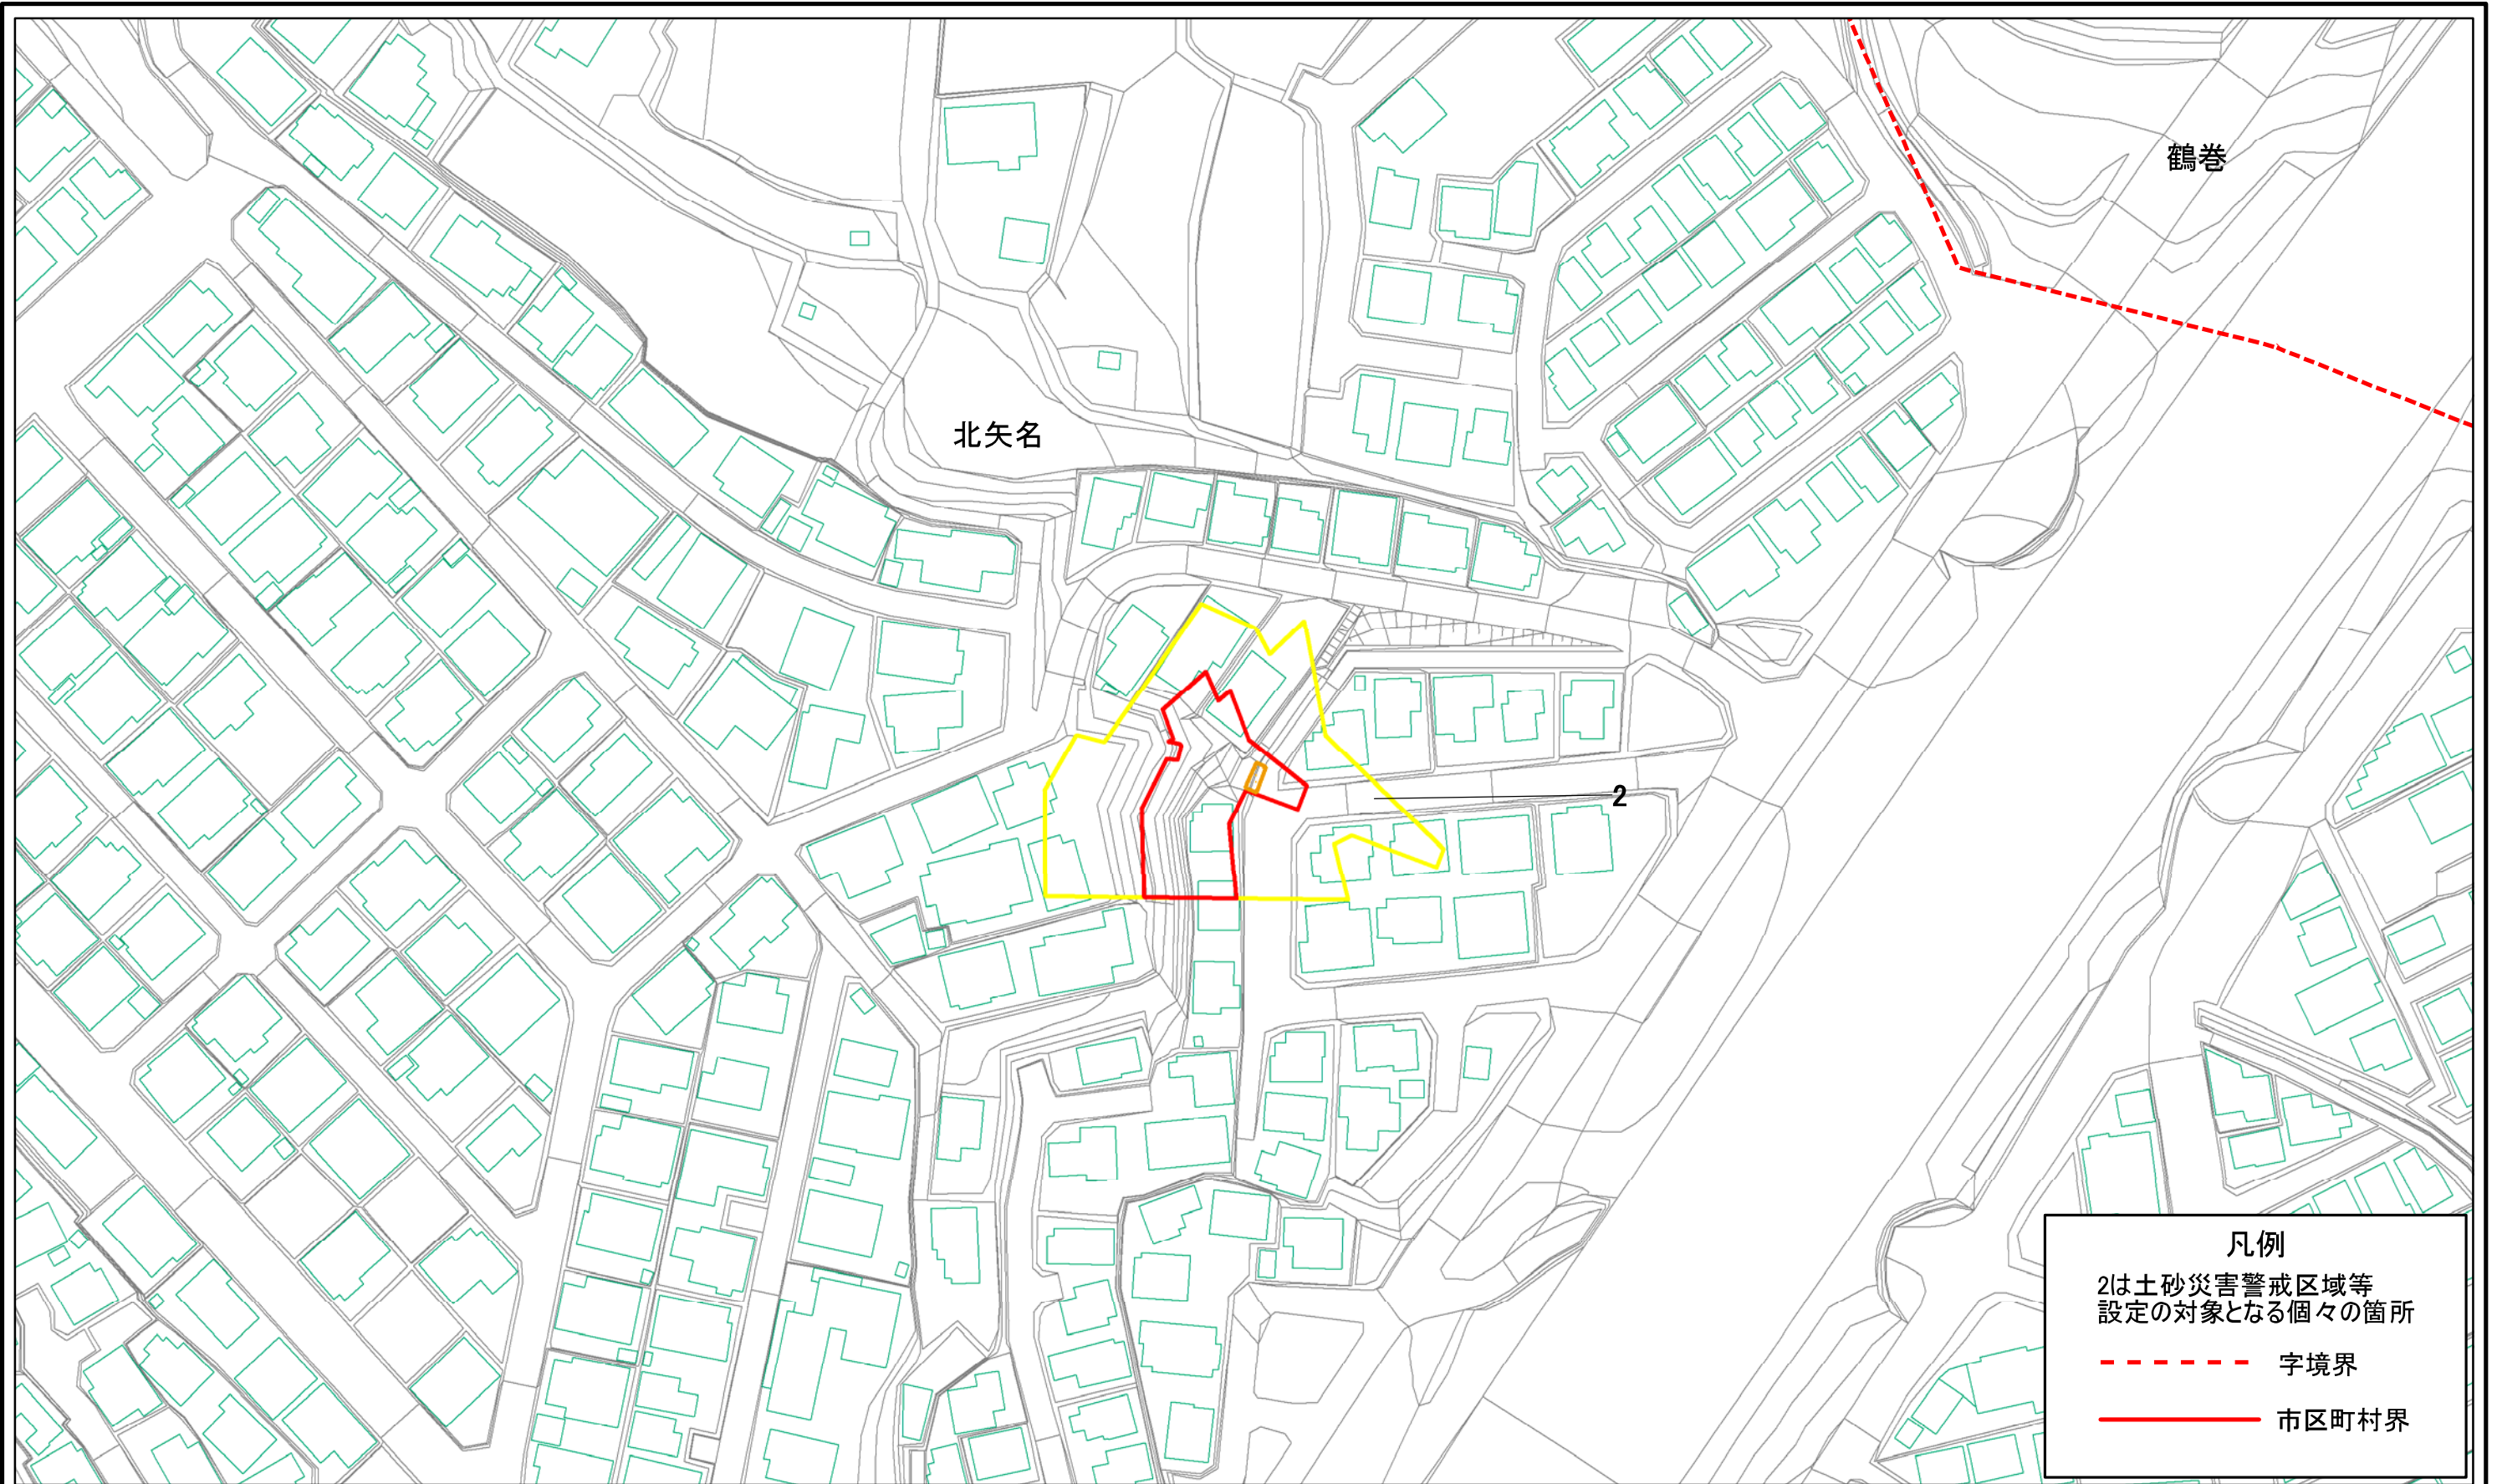 鶴巻
北矢名
2
凡例
2は土砂災害警戒区域等
設定の対象となる個々の箇所
字境界
市区町村界